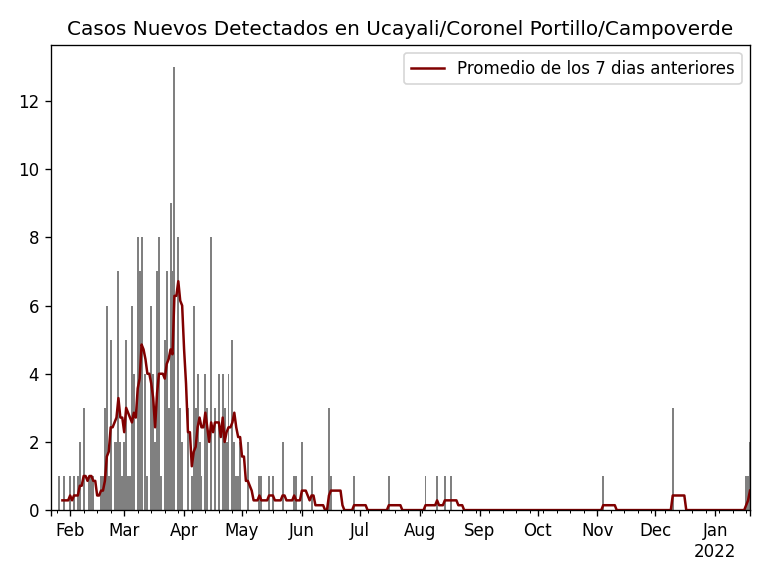 Casos Nuevos Detectados en Ucayali/Coronel Portillo/Campoverde
Promedio de los 7 dias anteriores
12
10
8
6
4
2
0
Feb Mar Apr May Jun Jul Aug Sep Oct Nov Dec Jan
2022